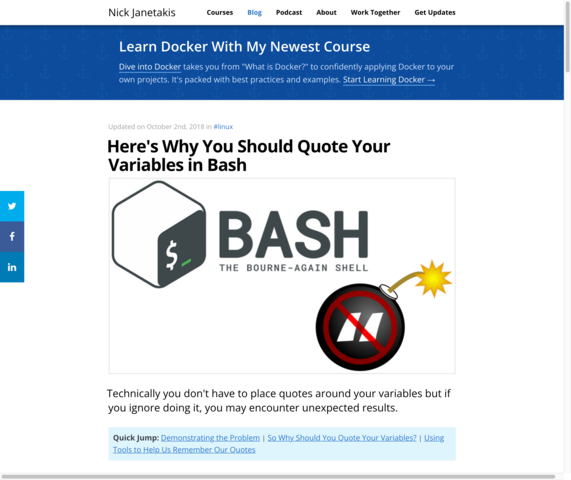 Nick Janetakis
Courses Blog Podcast About Work Together Get Updates
Learn Docker With My Newest Course
Dive into Docker takes you from "What is Docker?" to confidently applying Docker to your
own projects. It's packed with best practices and examples. Start Learning Docker →
Updated on October 2nd, 2018 in #linux
Here's Why You Should Quote Your
Variables in Bash
$_
BASH
THE BOURNE-AGAIN SHELL
"
Technically you don't have to place quotes around your variables but if
you ignore doing it, you may encounter unexpected results.
Quick Jump: Demonstrating the Problem | So Why Should You Quote Your Variables? | Using
Tools to Help Us Remember Our Quotes